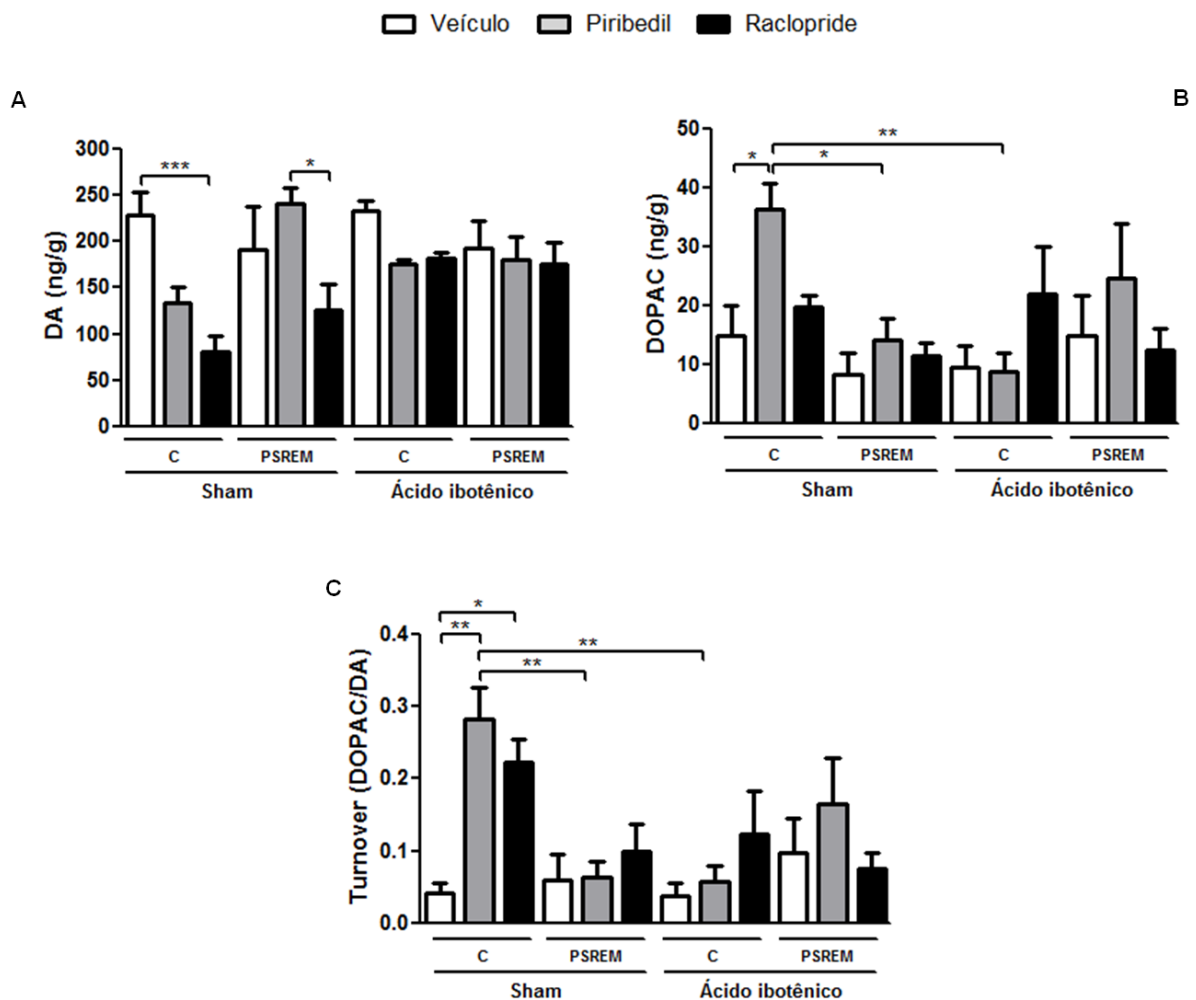 Veículo Piribedil Raclopride
A
DA (ng/g)
300
250
200
150
100
50
0
***
*
C PSREM C PSREM
Sham Ácido ibotênico
B
DOPAC (ng/g)
50
40
30
20
10
0
**
* *
C PSREM C PSREM
Sham Ácido ibotênico
C
Turnover (DOPAC/DA)
0.4
0.3
0.2
0.1
0.0
*
**
**
**
C PSREM C PSREM
Sham Ácido ibotênico